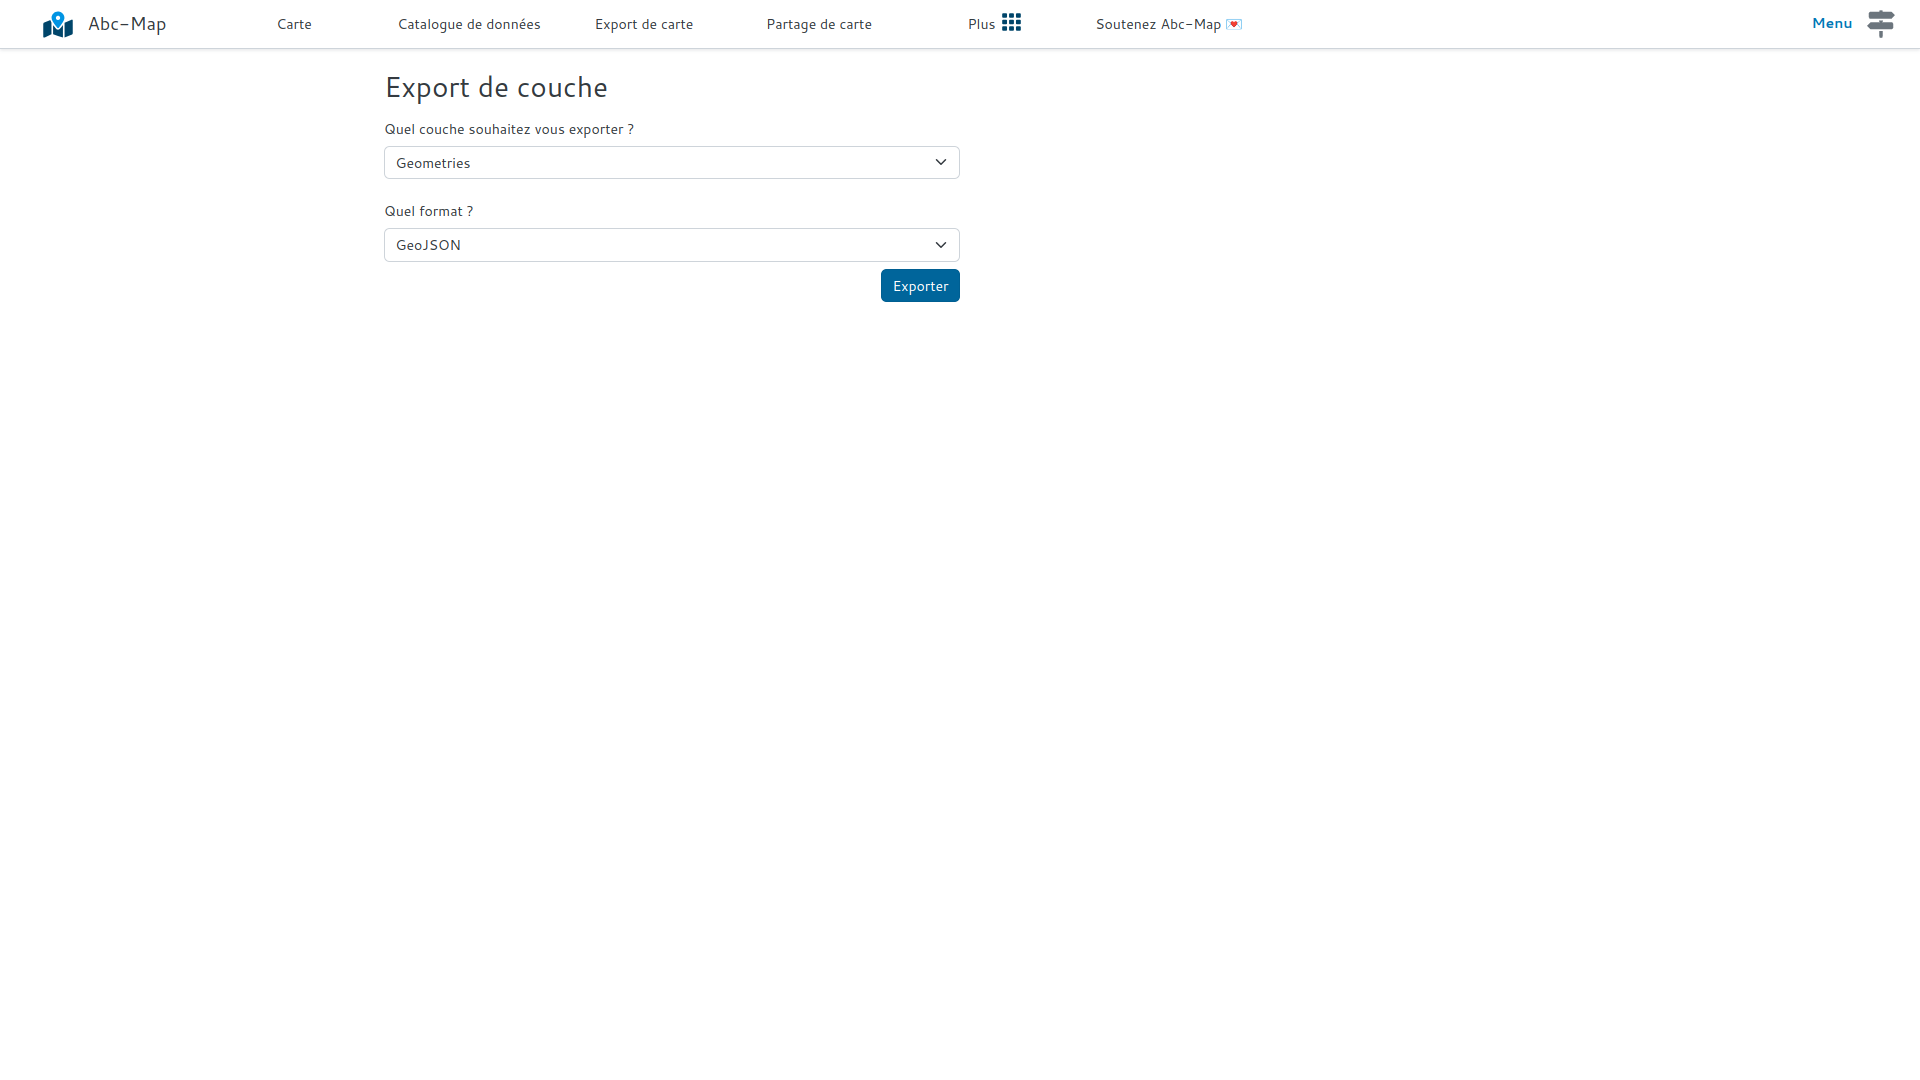 Abc-Map
Carte
Catalogue de données
Export de carte
Partage de carte
Plus
Soutenez Abc-Map 💌
Menu
Export de couche
Quel couche souhaitez vous exporter ?
Geometries
Quel format ?
GeoJSON
Exporter